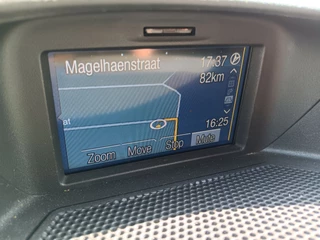 Magelhaenstraat 17:37
82km
at
16:25
Zoom Move Stop Mute